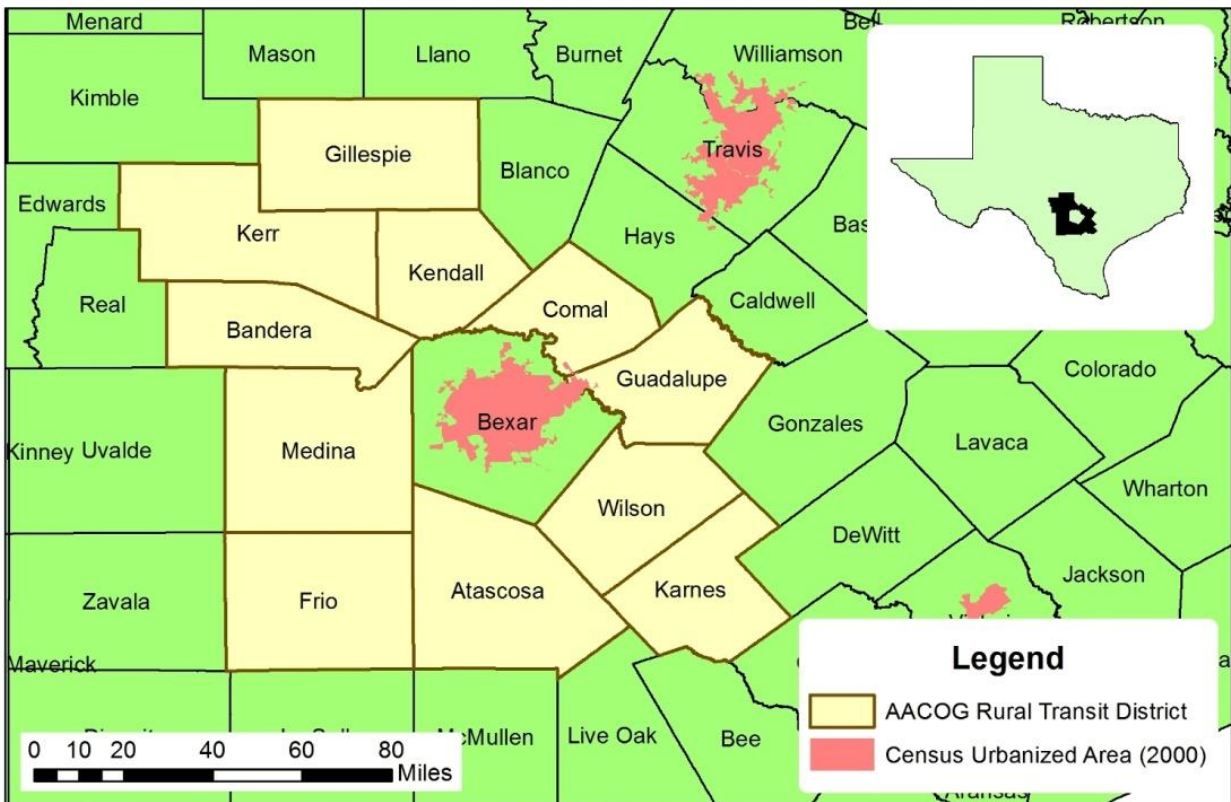 Menard
Mason
Llano
Burnet
Williamson
Bell
Robertson
Kimble
Gillespie
Blanco
Travis
Edwards
Kerr
Kendall
Hays
Bas
Real
Bandera
Comal
Caldwell
Guadalupe
Colorado
Kinney
Uvalde
Medina
Bexar
Gonzales
Lavaca
Wharton
Wilson
DeWitt
Zavala
Frio
Atascosa
Karnes
Jackson
Maverick
McMullen
Live Oak
Bee
Legend
AACOG Rural Transit District
Census Urbanized Area (2000)
0 10 20 40 60 80
Miles